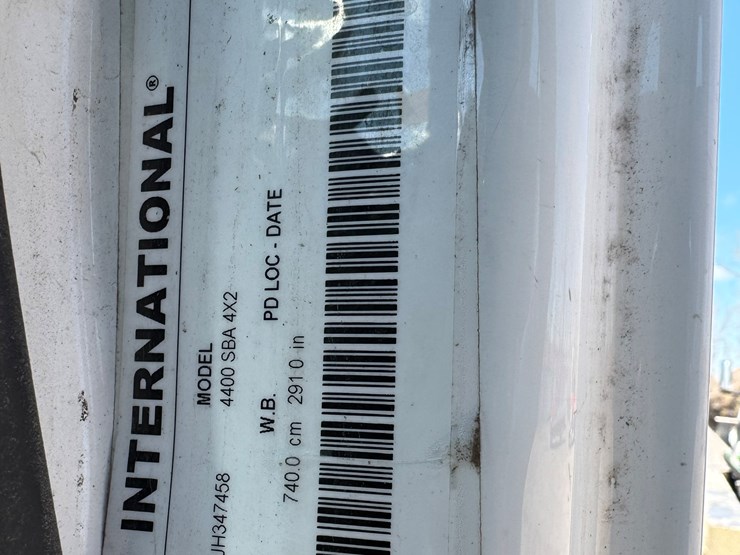 INTERNATIONAL®
MODEL
JH347458 4400 SBA 4X2
W.B. PD LOC - DATE
740.0 cm 291.0 in